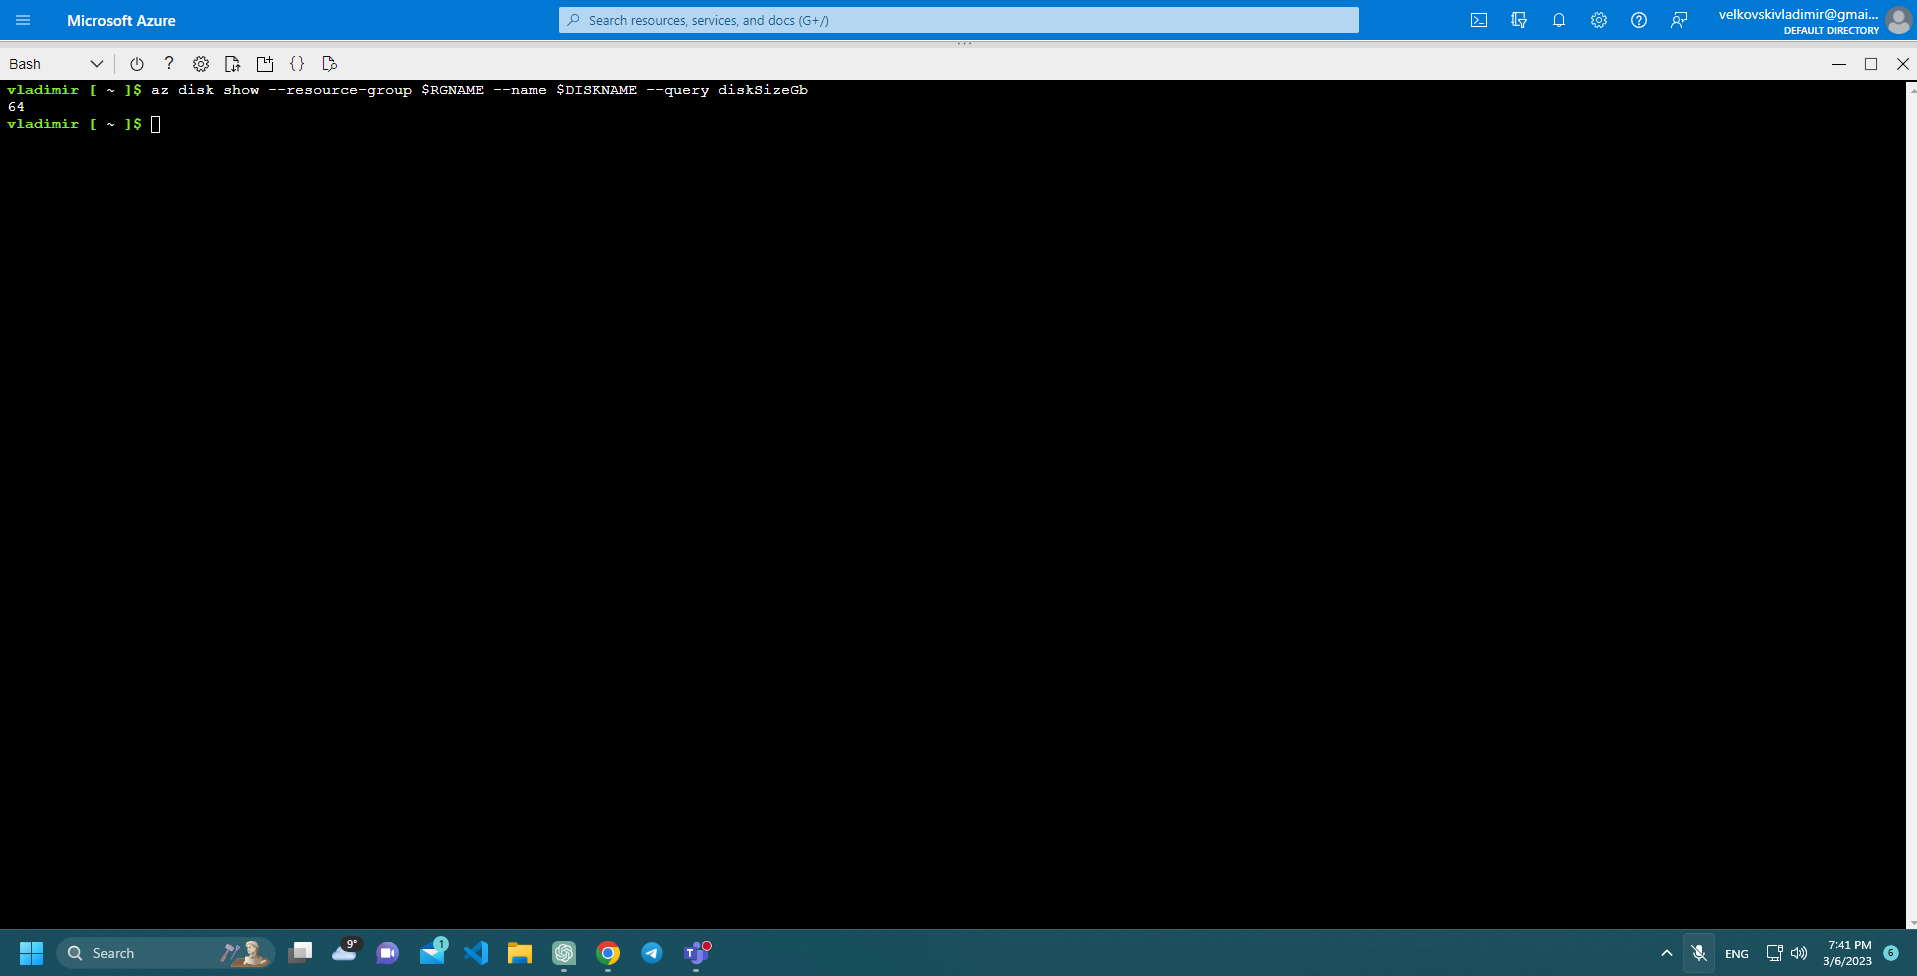 Microsoft Azure
Search resources, services, and docs (G+/)
velkovskivladimir@gmai...
DEFAULT DIRECTORY
Bash
vladimir [ ~ ]$ az disk show --resource-group $RGNAME --name $DISKNAME --query diskSizeGb
64
vladimir [ ~ ]$
Search
9°
1
ENG
7:41 PM
3/6/2023
6